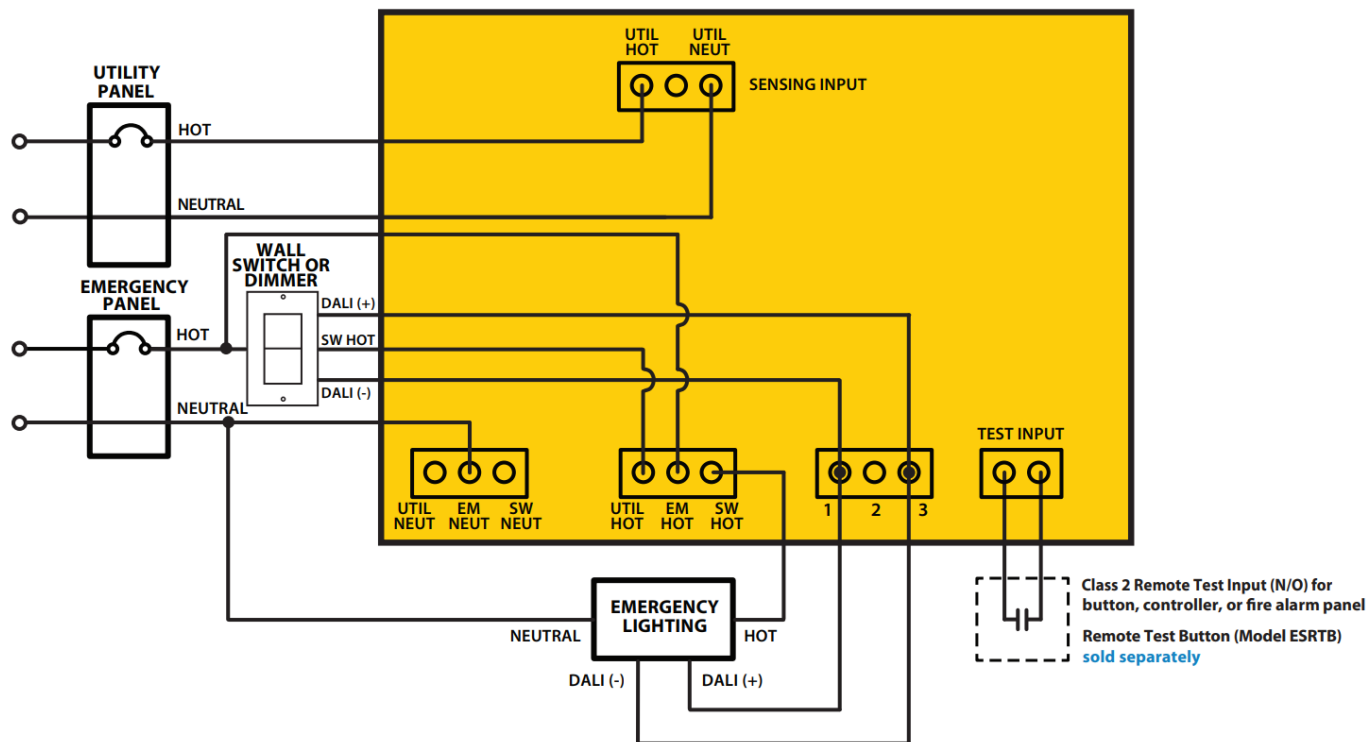 UTIL
HOT
UTIL
NEUT
SENSING INPUT
UTILITY
PANEL
HOT
NEUTRAL
WALL
SWITCH OR
DIMMER
EMERGENCY
PANEL
HOT
NEUTRAL
DALI (+)
SW HOT
DALI (-)
UTIL
NEUT
EM
NEUT
SW
NEUT
UTIL
HOT
EM
HOT
SW
HOT
1
2
3
TEST INPUT
EMERGENCY
LIGHTING
NEUTRAL
HOT
DALI (-)
DALI (+)
Class 2 Remote Test Input (N/O) for
button, controller, or fire alarm panel
Remote Test Button (Model ESRTB)
sold separately